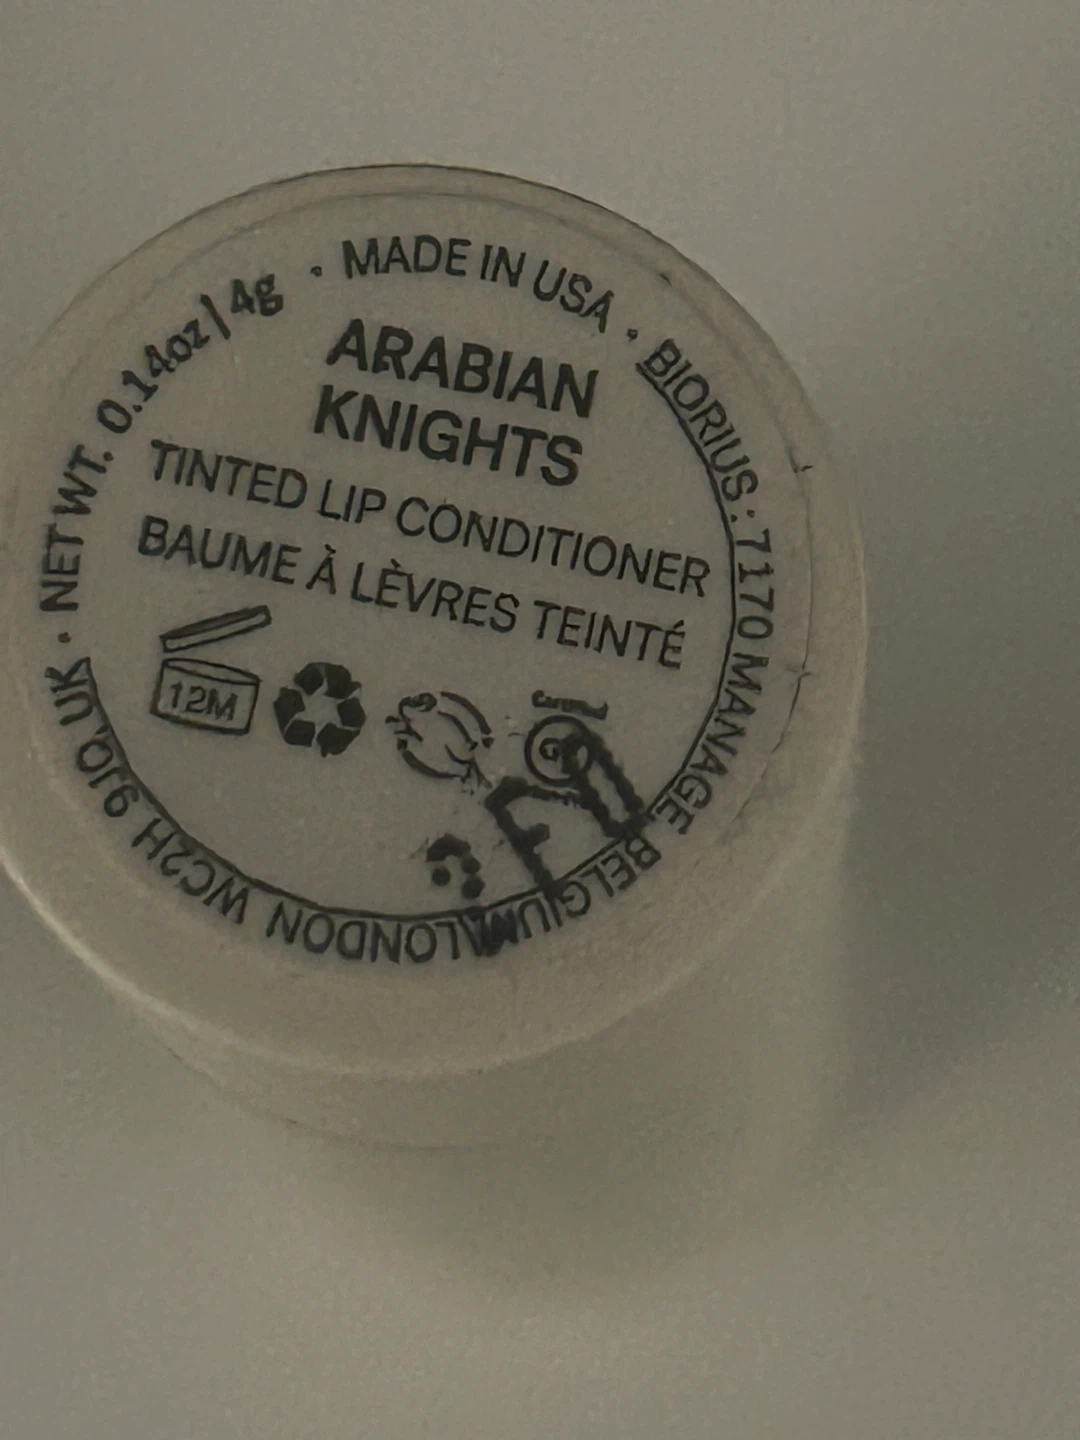 ARABIAN
KNIGHTS
TINTED LIP CONDITIONER
BAUME À LÈVRES TEINTÉ
12M
NET WT. 0.14oz | 4g • MADE IN USA • BIORIUS : 7170 MANAGE BELGIUM LONDON WC2H 9JQ, UK •